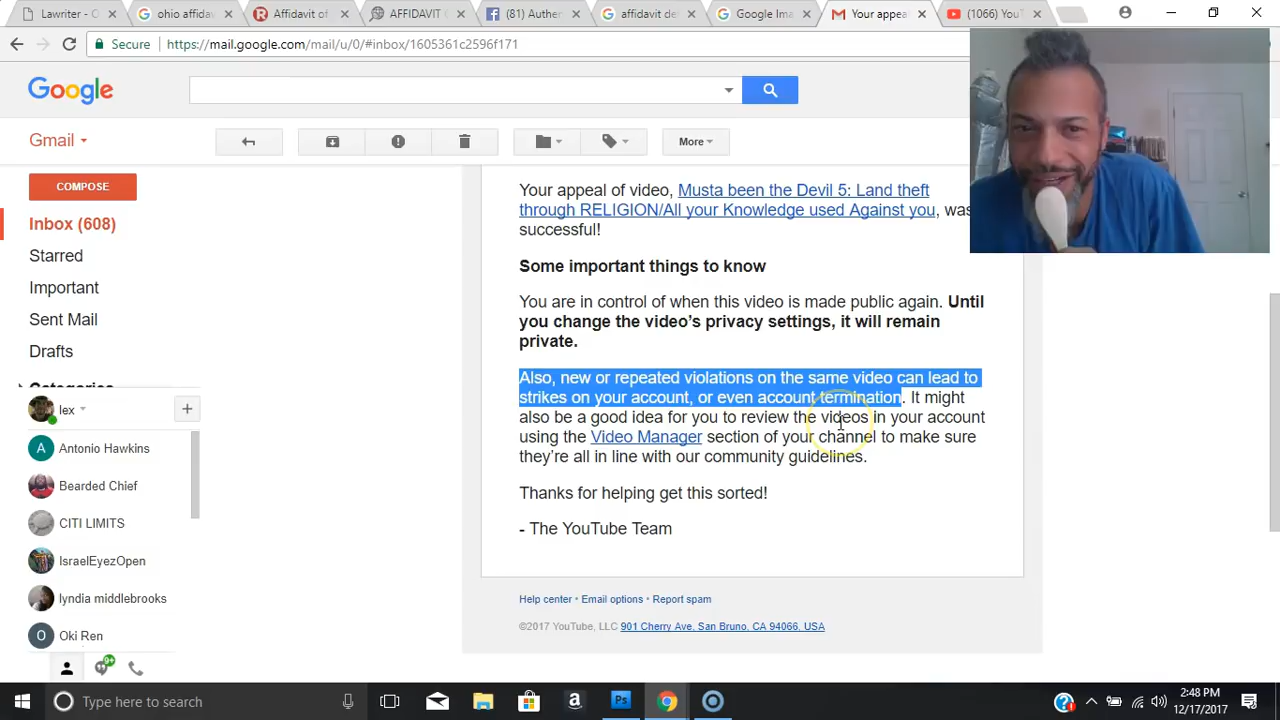 Lawriter - C
ohio affida
Affidavit of
AFFIDAVIT
(81) Auther
affidavit de
Google Ima
Your appea
(1066) You
Secure https://mail.google.com/mail/u/0/#inbox/1605361c2596f171
Google
Gmail
More
COMPOSE
Inbox (608)
Starred
Important
Sent Mail
Drafts
Categories
lex
Antonio Hawkins
Bearded Chief
CITI LIMITS
IsraelEyezOpen
lyndia middlebrooks
Oki Ren
9+
Your appeal of video, Musta been the Devil 5: Land theft
through RELIGION/All your Knowledge used Against you, was
successful!
Some important things to know
You are in control of when this video is made public again. Until
you change the video's privacy settings, it will remain
private.
Also, new or repeated violations on the same video can lead to
strikes on your account, or even account termination. It might
also be a good idea for you to review the videos in your account
using the Video Manager section of your channel to make sure
they're all in line with our community guidelines.
Thanks for helping get this sorted!
- The YouTube Team
Help center • Email options • Report spam
©2017 YouTube, LLC 901 Cherry Ave, San Bruno, CA 94066, USA
Type here to search
a
Ps
2:48 PM
12/17/2017